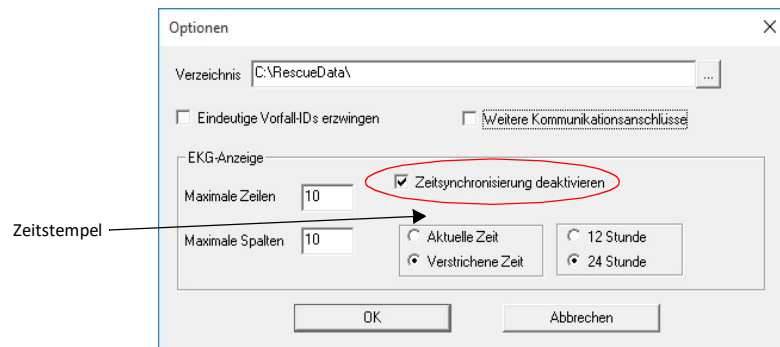 Optionen
Verzeichnis C:\RescueData\ ...
Eindeutige Vorfall-IDs erzwingen
Weitere Kommunikationsanschlüsse
EKG-Anzeige
Zeitsynchronisierung deaktivieren
Maximale Zeilen 10
Zeitstempel
Maximale Spalten 10
Aktuelle Zeit
Verstrichene Zeit
12 Stunde
24 Stunde
OK
Abbrechen